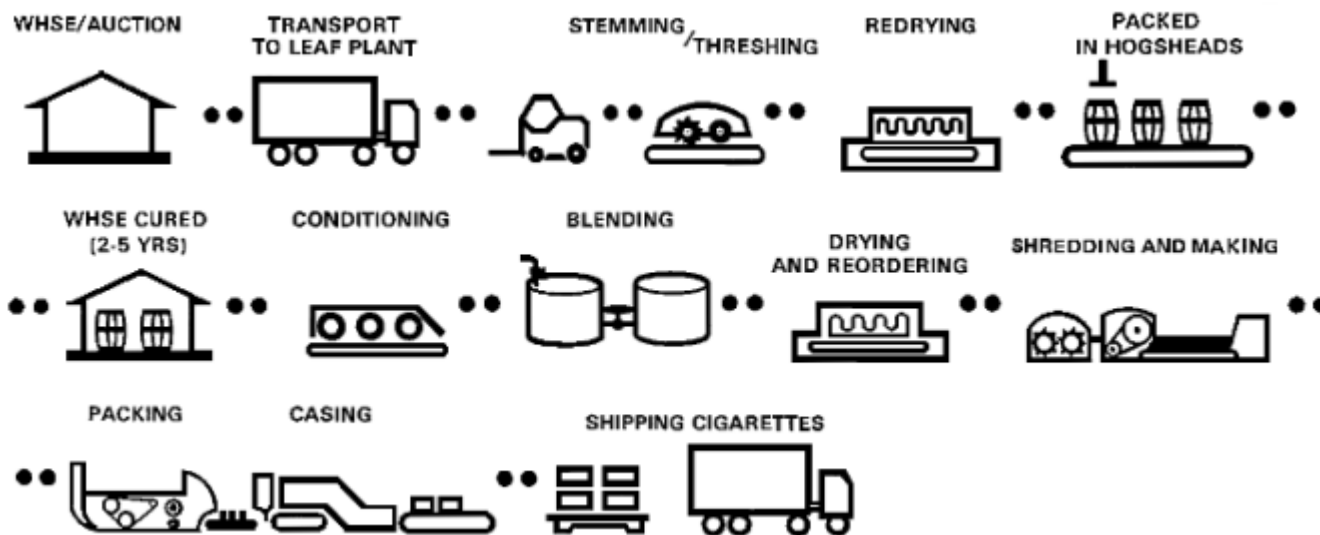 WHSE/AUCTION
TRANSPORT
TO LEAF PLANT
STEMMING/THRESHING
REDRYING
PACKED
IN HOGSHEADS
WHSE CURED
(2-5 YRS)
CONDITIONING
BLENDING
DRYING
AND REORDERING
SHREDDING AND MAKING
PACKING
CASING
SHIPPING CIGARETTES